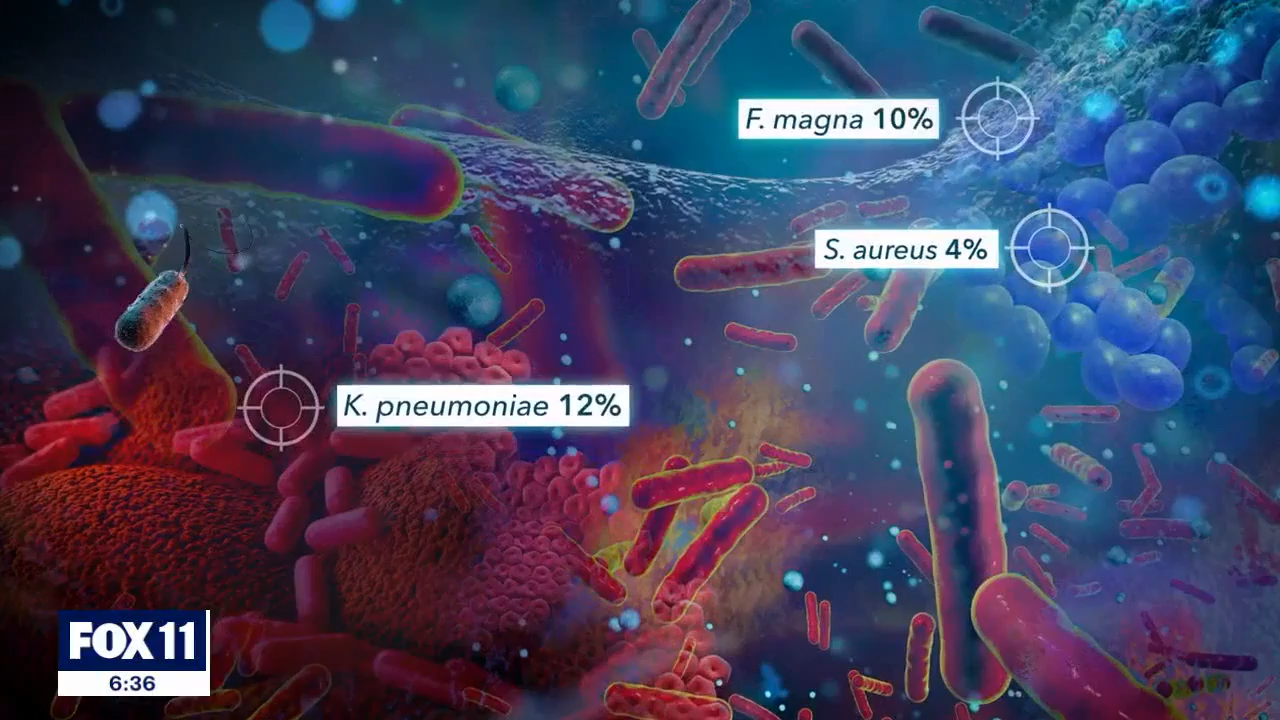 F. magna 10%
S. aureus 4%
K. pneumoniae 12%
FOX 11
6:36